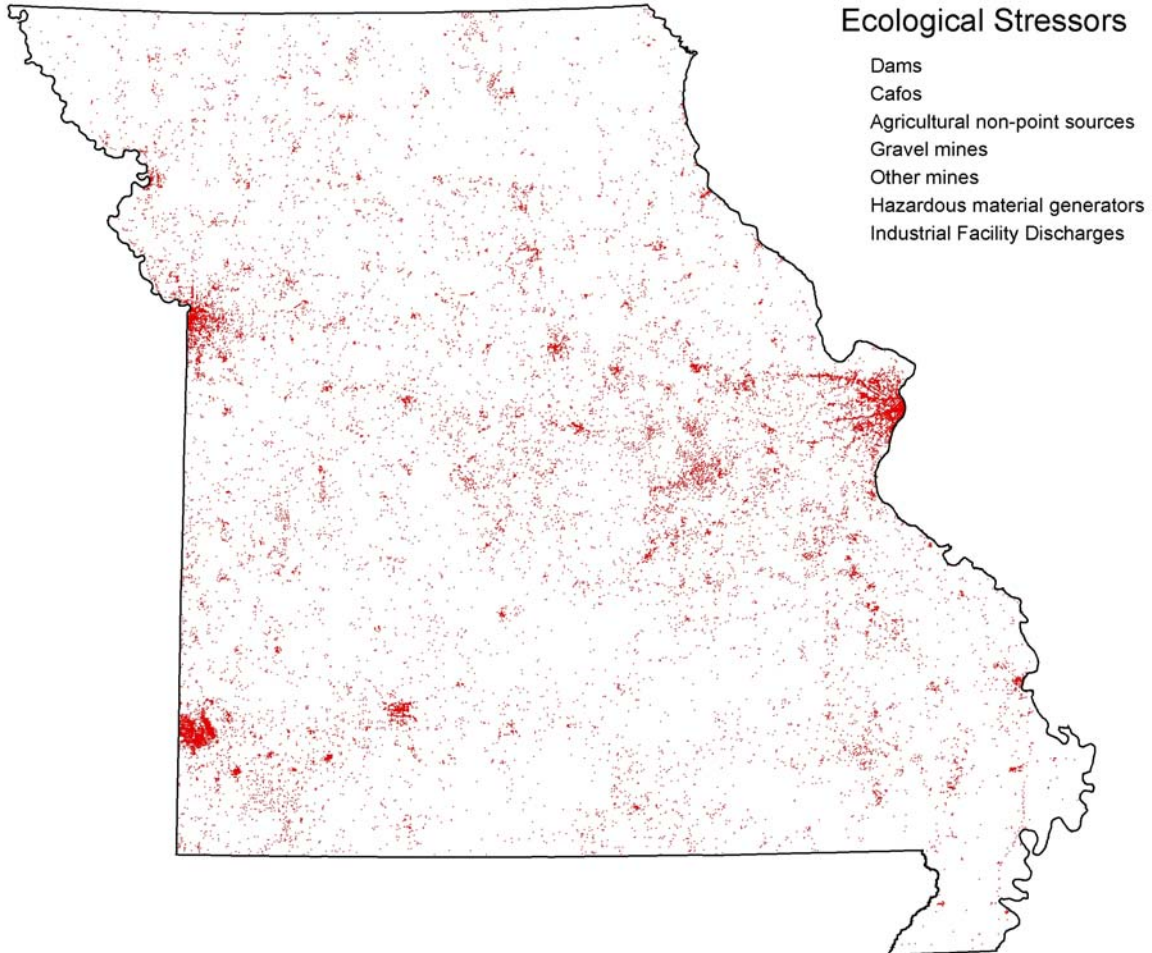 Ecological Stressors
Dams
Cafos
Agricultural non-point sources
Gravel mines
Other mines
Hazardous material generators
Industrial Facility Discharges